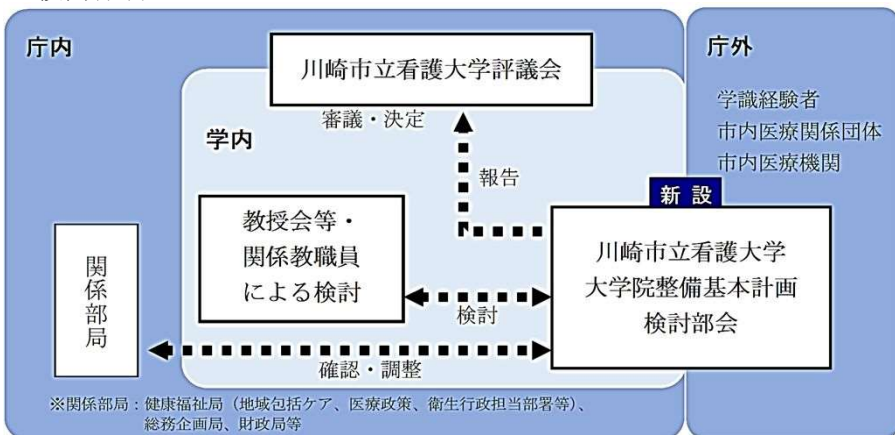 庁内
庁外
川崎市立看護大学評議会
審議・決定
学識経験者
市内医療関係団体
市内医療機関
学内
報告
新 設
教授会等・
関係教職員
による検討
川崎市立看護大学
大学院整備基本計画
検討部会
関係部局
検討
確認・調整
※関係部局：健康福祉局（地域包括ケア、医療政策、衛生行政担当部署等）、
総務企画局、財政局等